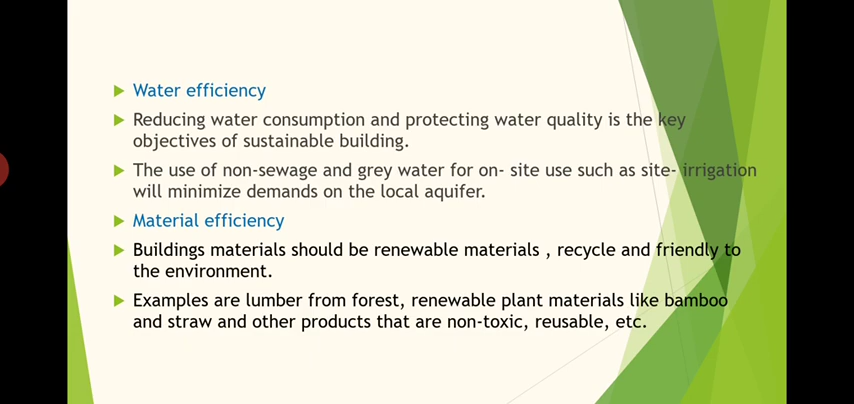 Water efficiency
Reducing water consumption and protecting water quality is the key
objectives of sustainable building.
The use of non-sewage and grey water for on- site use such as site- irrigation
will minimize demands on the local aquifer.
Material efficiency
Buildings materials should be renewable materials , recycle and friendly to
the environment.
Examples are lumber from forest, renewable plant materials like bamboo
and straw and other products that are non-toxic, reusable, etc.